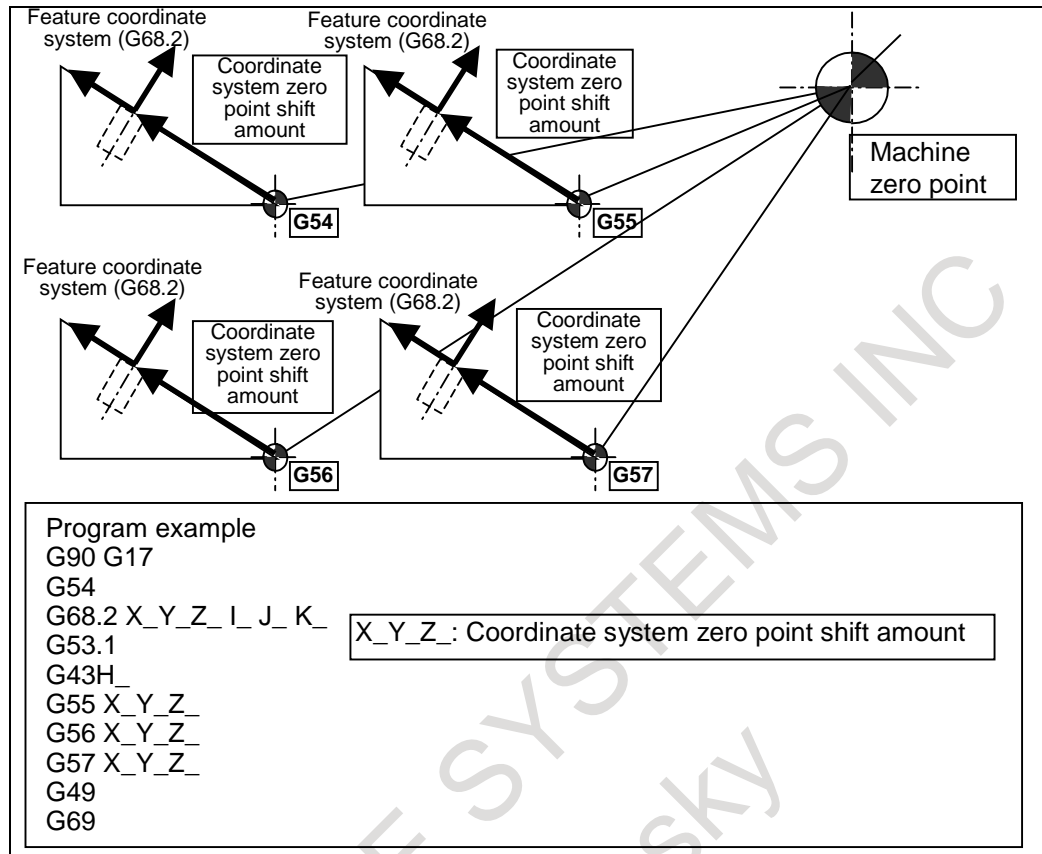 Feature coordinate
system (G68.2)
Coordinate
system zero
point shift
amount
G54
Feature coordinate
system (G68.2)
Coordinate
system zero
point shift
amount
G55
Machine
zero point
Feature coordinate
system (G68.2)
Coordinate
system zero
point shift
amount
G56
Feature coordinate
system (G68.2)
Coordinate
system zero
point shift
amount
G57
Program example
G90 G17
G54
G68.2 X_Y_Z_ I_ J_ K_
X_Y_Z_: Coordinate system zero point shift amount
G53.1
G43H_
G55 X_Y_Z_
G56 X_Y_Z_
G57 X_Y_Z_
G49
G69
E SYSTEMS INC
sky